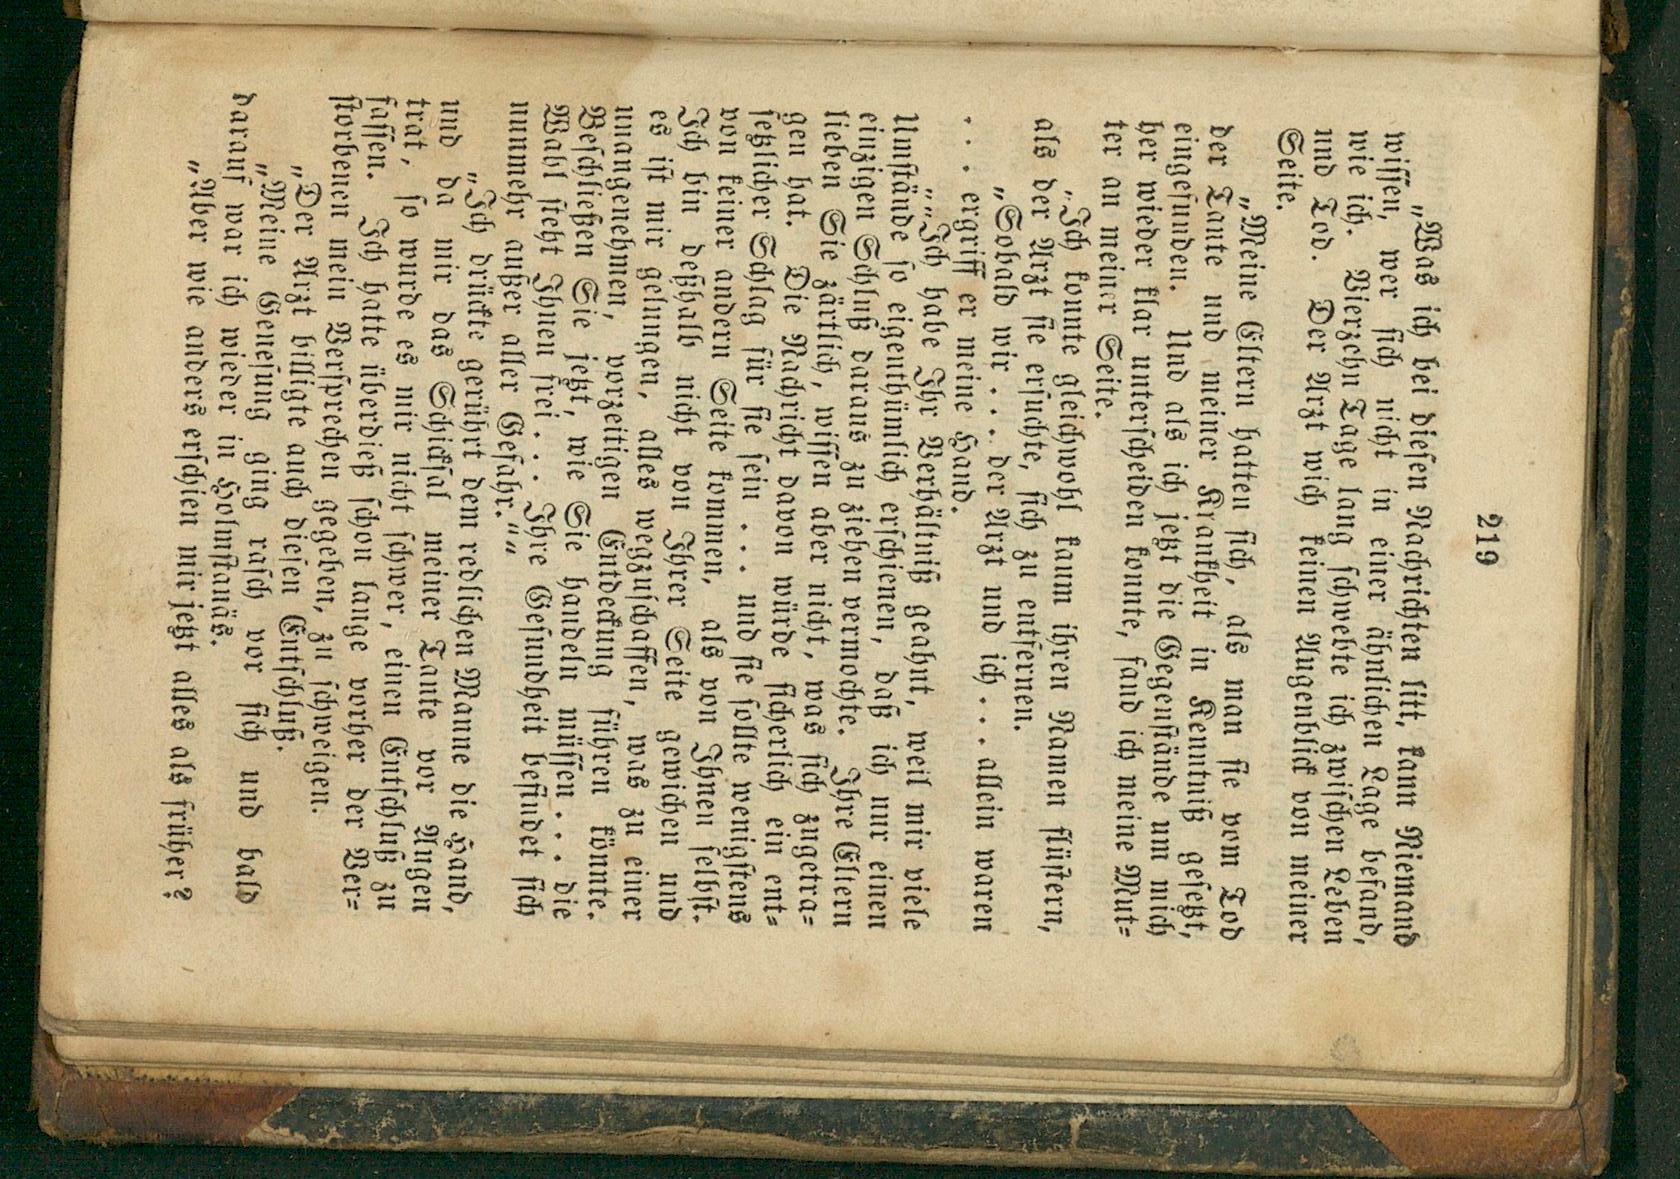 219
„Was ich bei diesen Nachrichten litt, kann Niemand
wissen, wer sich nicht in einer ähnlichen Lage befand,
wie ich. Vierzehn Tage lang schwebte ich zwischen Leben
und Tod. Der Arzt wich keinen Augenblick von meiner
Seite.
„Meine Eltern hatten sich, als man sie vom Tod
der Tante und meiner Krankheit in Kenntniß gesetzt,
eingefunden. Und als ich jetzt die Gegenstände um mich
her wieder klar unterscheiden konnte, fand ich meine Mut-
ter an meiner Seite.
„Ich konnte gleichwohl kaum ihren Namen flüstern,
als der Arzt sie ersuchte, sich zu entfernen.
„Sobald wir . . . der Arzt und ich . . . allein waren
. . . ergriff er meine Hand.
„„Ich habe Ihr Verhältniß geahnt, weil mir viele
Umstände so eigenthümlich erschienen, daß ich nur einen
einzigen Schluß daraus zu ziehen vermochte. Ihre Eltern
lieben Sie zärtlich, wissen aber nicht, was sich zugetra-
gen hat. Die Nachricht davon würde sicherlich ein ent-
setzlicher Schlag für sie sein . . . und sie sollte wenigstens
von keiner andern Seite kommen, als von Ihnen selbst.
Ich bin deßhalb nicht von Ihrer Seite gewichen und
es ist mir gelungen, alles wegzuschaffen, was zu einer
unangenehmen, vorzeitigen Entdeckung führen könnte.
Beschließen Sie jetzt, wie Sie handeln müssen . . . die
Wahl steht Ihnen frei . . . Ihre Gesundheit befindet sich
nunmehr außer aller Gefahr.“„
„Ich drückte gerührt dem redlichen Manne die Hand,
und da mir das Schicksal meiner Tante vor Augen
trat, so wurde es mir nicht schwer, einen Entschluß zu
fassen. Ich hatte überdieß schon lange vorher der Ver-
storbenen mein Versprechen gegeben, zu schweigen.
„Der Arzt billigte auch diesen Entschluß.
„Meine Genesung ging rasch vor sich und bald
darauf war ich wieder in Holmstanäs.
„Aber wie anders erschien mir jetzt alles als früher?